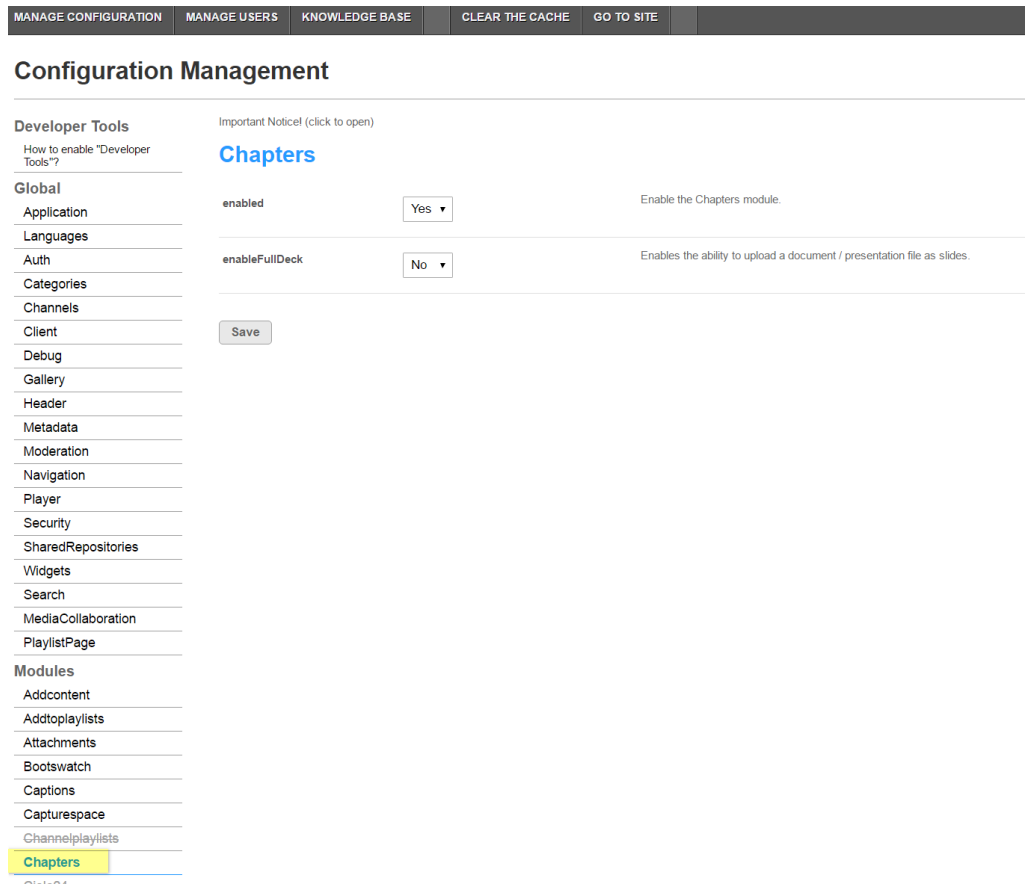 MANAGE CONFIGURATION MANAGE USERS KNOWLEDGE BASE CLEAR THE CACHE GO TO SITE
Configuration Management
Developer Tools
How to enable "Developer
Tools"?
Global
Application
Languages
Auth
Categories
Channels
Client
Debug
Gallery
Header
Metadata
Moderation
Navigation
Player
Security
SharedRepositories
Widgets
Search
MediaCollaboration
PlaylistPage
Modules
Addcontent
Addtoplaylists
Attachments
Bootswatch
Captions
Capturespace
Channelplaylists
Chapters
Important Notice! (click to open)
Chapters
enabled Yes Enable the Chapters module.
enableFullDeck No Enables the ability to upload a document / presentation file as slides.
Save